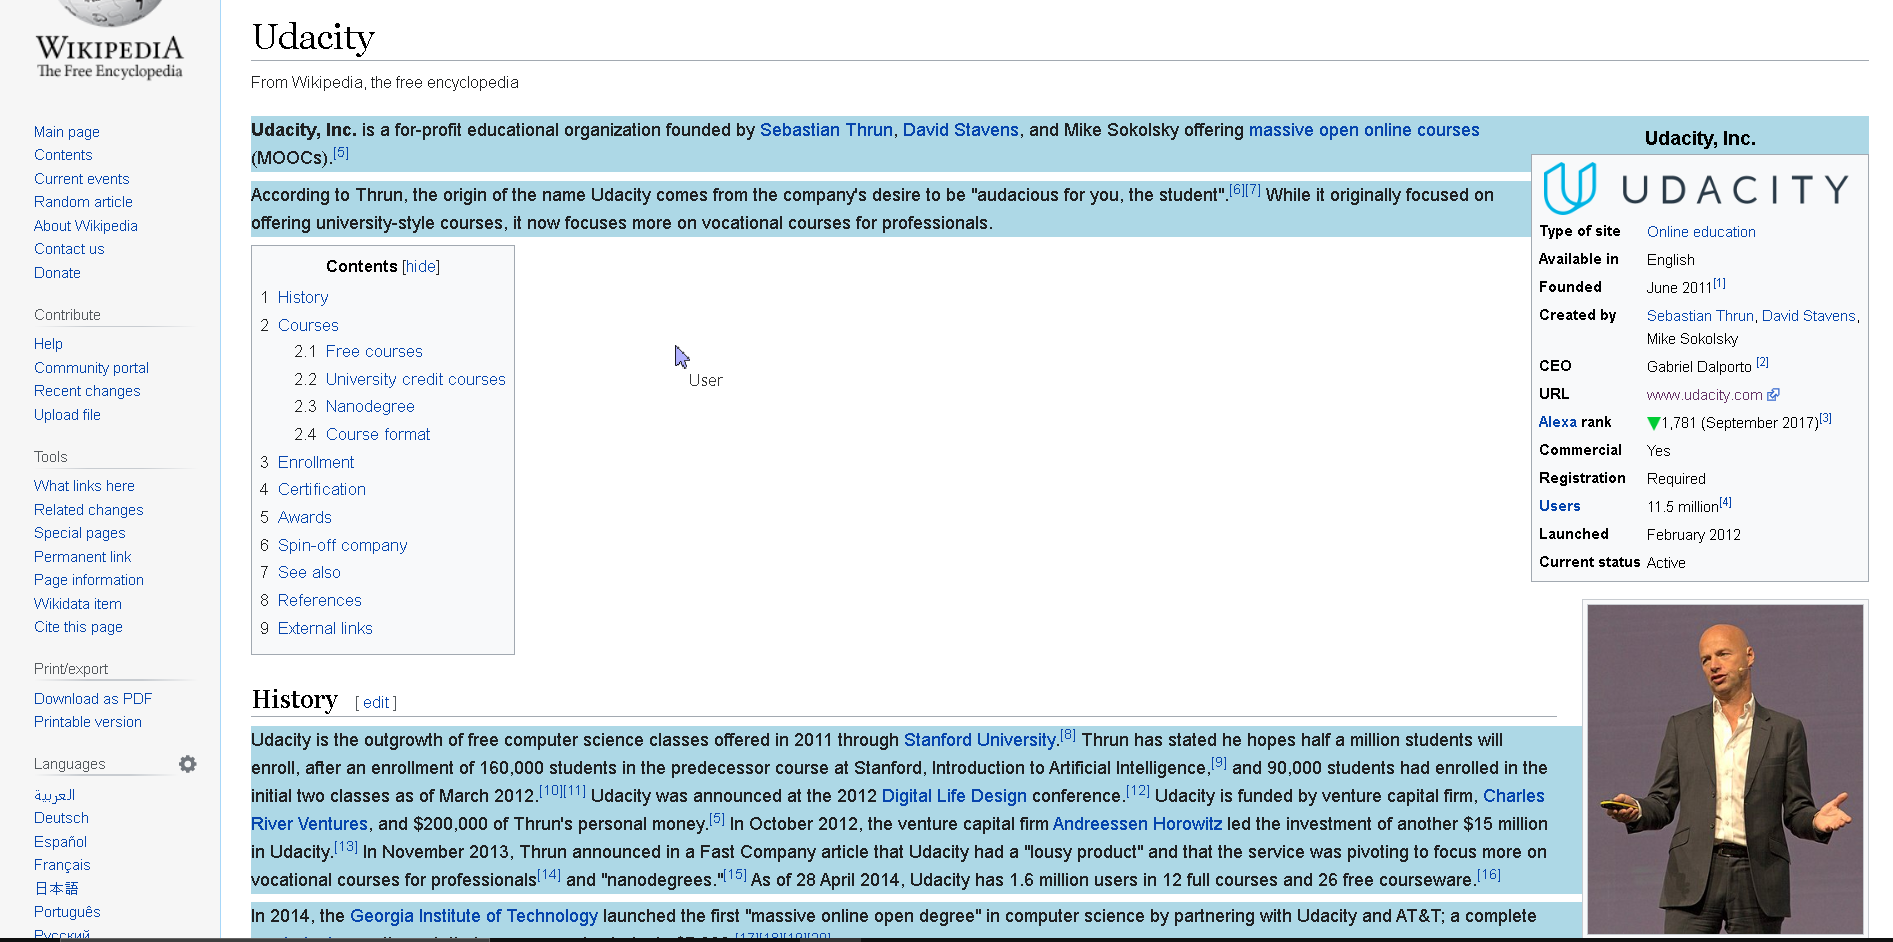 WIKIPEDIA
The Free Encyclopedia
Main page
Contents
Current events
Random article
About Wikipedia
Contact us
Donate
Contribute
Help
Community portal
Recent changes
Upload file
Tools
What links here
Related changes
Special pages
Permanent link
Page information
Wikidata item
Cite this page
Print/export
Download as PDF
Printable version
Languages
العربية
Deutsch
Español
Français
日本語
Português
Русский
Udacity
From Wikipedia, the free encyclopedia
Udacity, Inc. is a for-profit educational organization founded by Sebastian Thrun, David Stavens, and Mike Sokolsky offering massive open online courses
(MOOCs).[5]
According to Thrun, the origin of the name Udacity comes from the company's desire to be "audacious for you, the student".[6][7] While it originally focused on
offering university-style courses, it now focuses more on vocational courses for professionals.
Contents [hide]
1 History
2 Courses
2.1 Free courses
2.2 University credit courses
2.3 Nanodegree
2.4 Course format
3 Enrollment
4 Certification
5 Awards
6 Spin-off company
7 See also
8 References
9 External links
User
Udacity, Inc.
UDACITY
Type of site Online education
Available in English
Founded June 2011[1]
Created by Sebastian Thrun, David Stavens,
Mike Sokolsky
CEO Gabriel Dalporto [2]
URL www.udacity.com
Alexa rank ▼1,781 (September 2017)[3]
Commercial Yes
Registration Required
Users 11.5 million[4]
Launched February 2012
Current status Active
History [ edit ]
Udacity is the outgrowth of free computer science classes offered in 2011 through Stanford University.[8] Thrun has stated he hopes half a million students will
enroll, after an enrollment of 160,000 students in the predecessor course at Stanford, Introduction to Artificial Intelligence,[9] and 90,000 students had enrolled in the
initial two classes as of March 2012.[10][11] Udacity was announced at the 2012 Digital Life Design conference.[12] Udacity is funded by venture capital firm, Charles
River Ventures, and $200,000 of Thrun's personal money.[5] In October 2012, the venture capital firm Andreessen Horowitz led the investment of another $15 million
in Udacity.[13] In November 2013, Thrun announced in a Fast Company article that Udacity had a "lousy product" and that the service was pivoting to focus more on
vocational courses for professionals[14] and "nanodegrees."[15] As of 28 April 2014, Udacity has 1.6 million users in 12 full courses and 26 free courseware.[16]
In 2014, the Georgia Institute of Technology launched the first "massive online open degree" in computer science by partnering with Udacity and AT&T; a complete
[17][18][19][20]